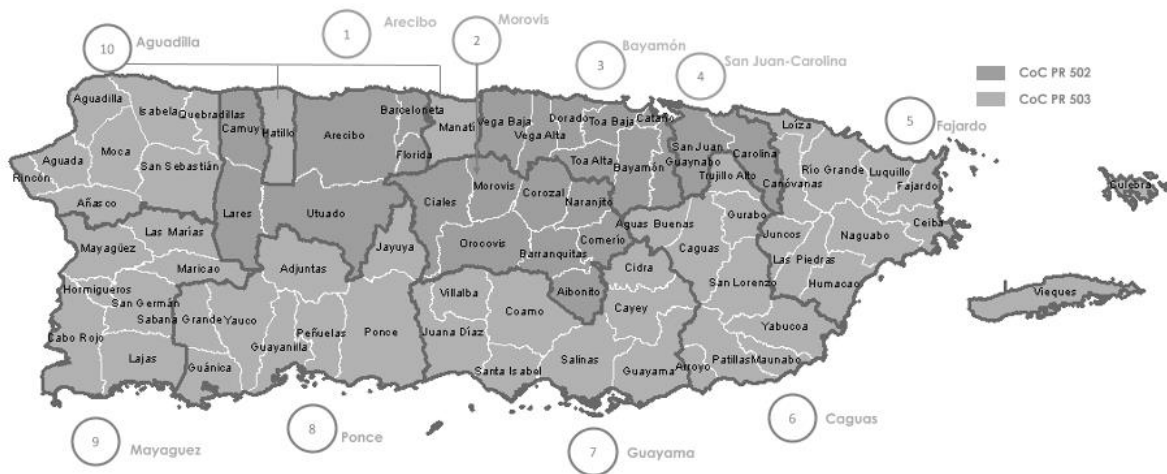 1 Arecibo
2 Morovis
10 Aguadilla
3 Bayamón
4 San Juan-Carolina
CoC PR 502
CoC PR 503
5 Fajardo
Aguadilla
Isabela
Quebradillas
Camuy
Hatillo
Arecibo
Barceloneta
Manatí
Florida
Vega Baja
Vega Alta
Dorado
Toa Baja
Cataño
Toa Alta
Bayamón
San Juan
Guaynabo
Carolina
Trujillo Alto
Loíza
Canóvanas
Río Grande
Luquillo
Fajardo
Culebra
Ceiba
Moca
San Sebastián
Aguada
Rincón
Añasco
Lares
Utuado
Ciales
Morovis
Corozal
Naranjito
Orocovis
Barranquitas
Comerío
Aguas Buenas
Gurabo
Caguas
Juncos
Naguabo
Las Piedras
Humacao
San Lorenzo
Las Marías
Mayagüez
Maricao
Adjuntas
Jayuya
Hormigueros
San Germán
Sabana Grande
Yauco
Cabo Rojo
Lajas
Guánica
Guayanilla
Peñuelas
Ponce
Villalba
Juana Díaz
Coamo
Aibonito
Cidra
Cayey
Salinas
Santa Isabel
Guayama
Arroyo
Patillas
Maunabo
Yabucoa
Vieques
9 Mayaguez
8 Ponce
7 Guayama
6 Caguas